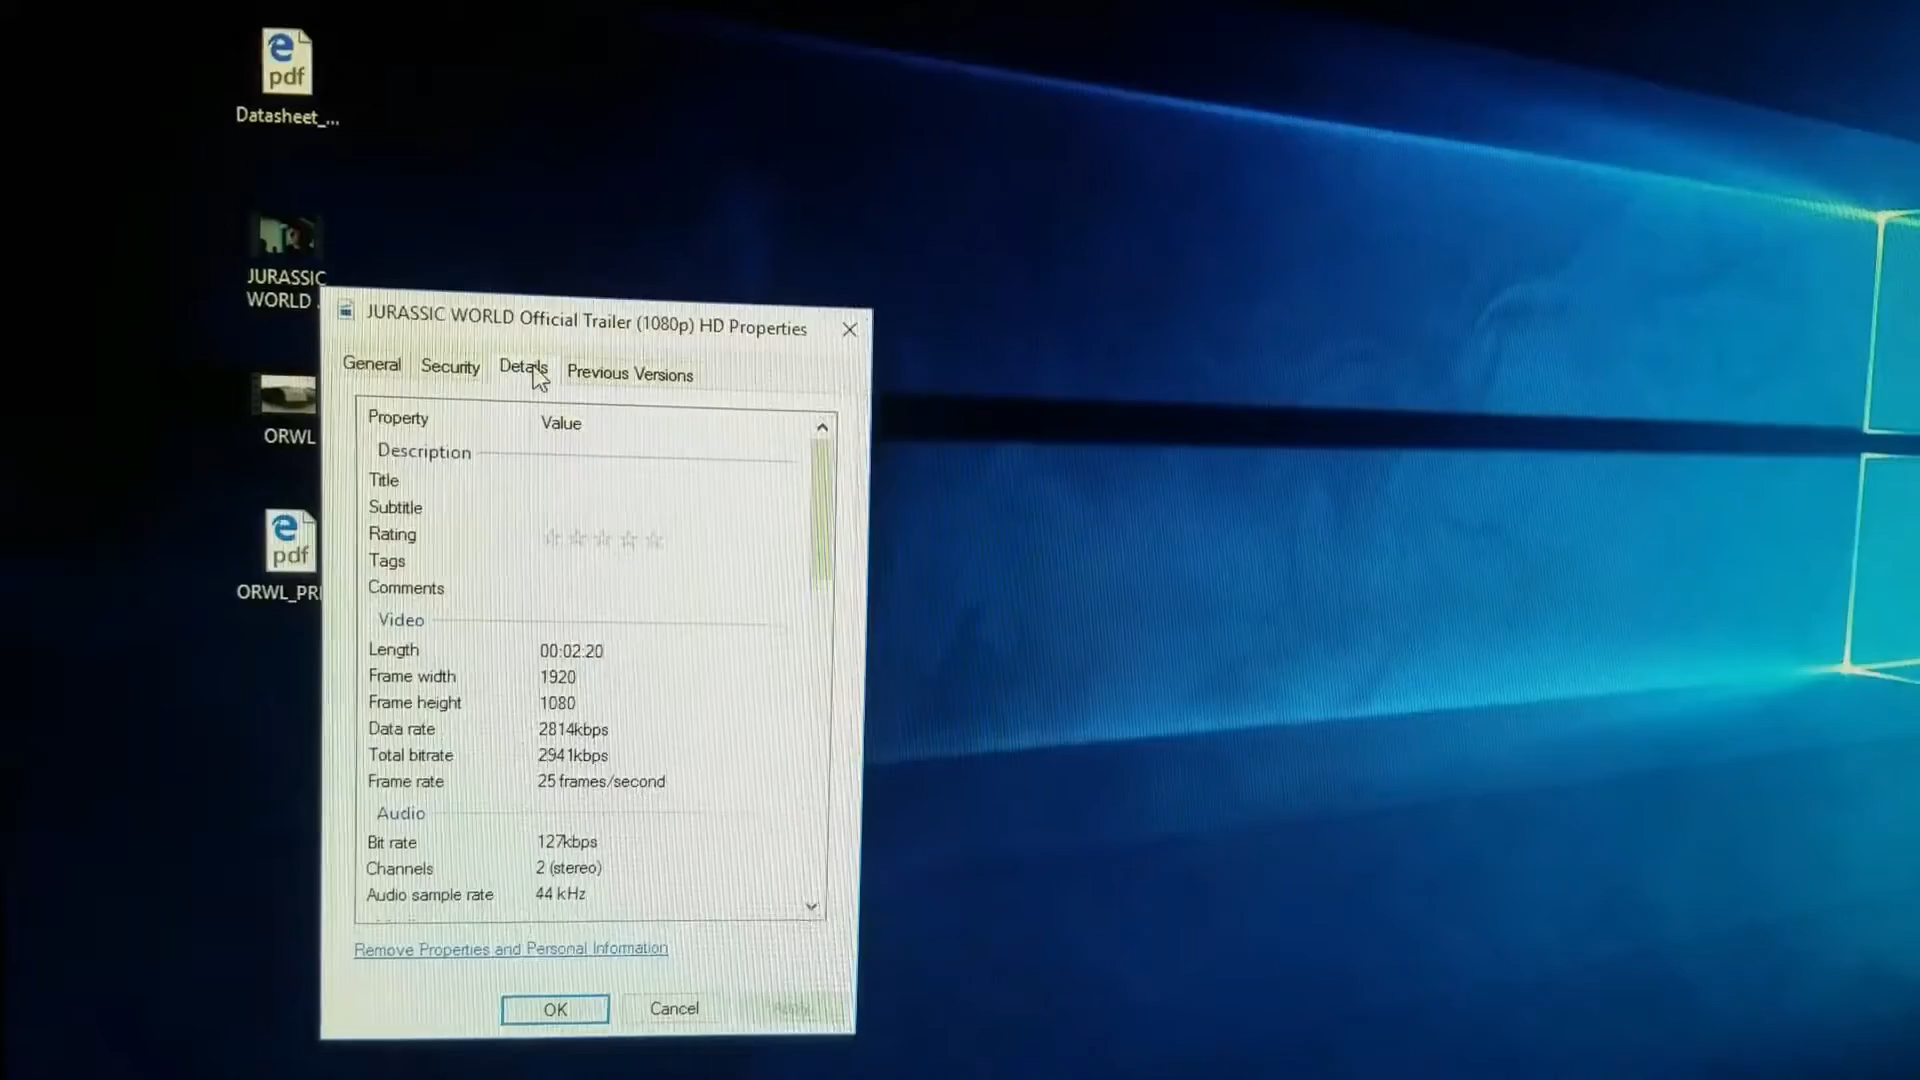 pdf
Datasheet_...
JURASSIC
WORLD
ORWL
pdf
ORWL_PRI
JURASSIC WORLD Official Trailer (1080p) HD Properties
General Security Details Previous Versions
Property Value
Description
Title
Subtitle
Rating
Tags
Comments
Video
Length 00:02:20
Frame width 1920
Frame height 1080
Data rate 2814kbps
Total bitrate 2941kbps
Frame rate 25 frames/second
Audio
Bit rate 127kbps
Channels 2 (stereo)
Audio sample rate 44 kHz
Remove Properties and Personal Information
OK Cancel